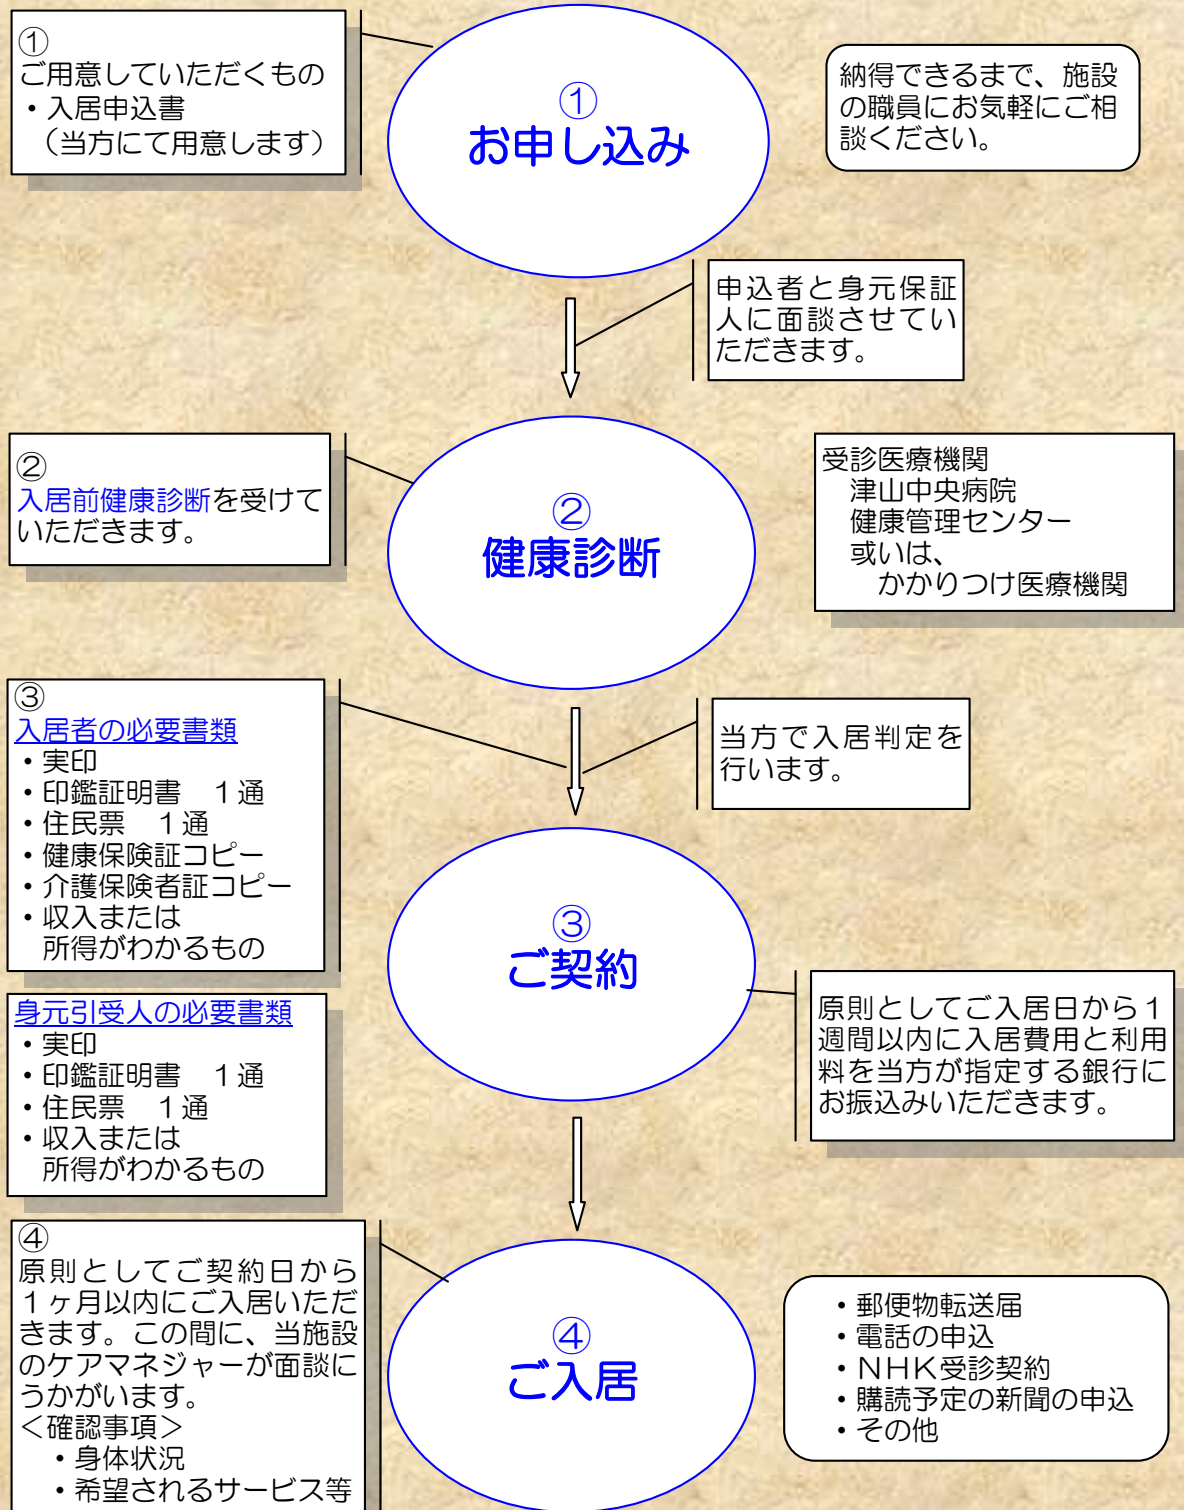 ①
ご用意していただくもの
・入居申込書
（当方にて用意します）
①
お申し込み
納得できるまで、施設
の職員にお気軽にご相
談ください。
申込者と身元保証
人に面談させてい
ただきます。
②
入居前健康診断を受けて
いただきます。
②
健康診断
受診医療機関
津山中央病院
健康管理センター
或いは、
かかりつけ医療機関
③
入居者の必要書類
・実印
・印鑑証明書　１通
・住民票　１通
・健康保険証コピー
・介護保険者証コピー
・収入または
所得がわかるもの
当方で入居判定を
行います。
身元引受人の必要書類
・実印
・印鑑証明書　１通
・住民票　１通
・収入または
所得がわかるもの
③
ご契約
原則としてご入居日から１
週間以内に入居費用と利用
料を当方が指定する銀行に
お振込みいただきます。
④
原則としてご契約日から
１ヶ月以内にご入居いただ
きます。この間に、当施設
のケアマネジャーが面談に
うかがいます。
＜確認事項＞
・身体状況
・希望されるサービス等
④
ご入居
・郵便物転送届
・電話の申込
・ＮＨＫ受診契約
・購読予定の新聞の申込
・その他